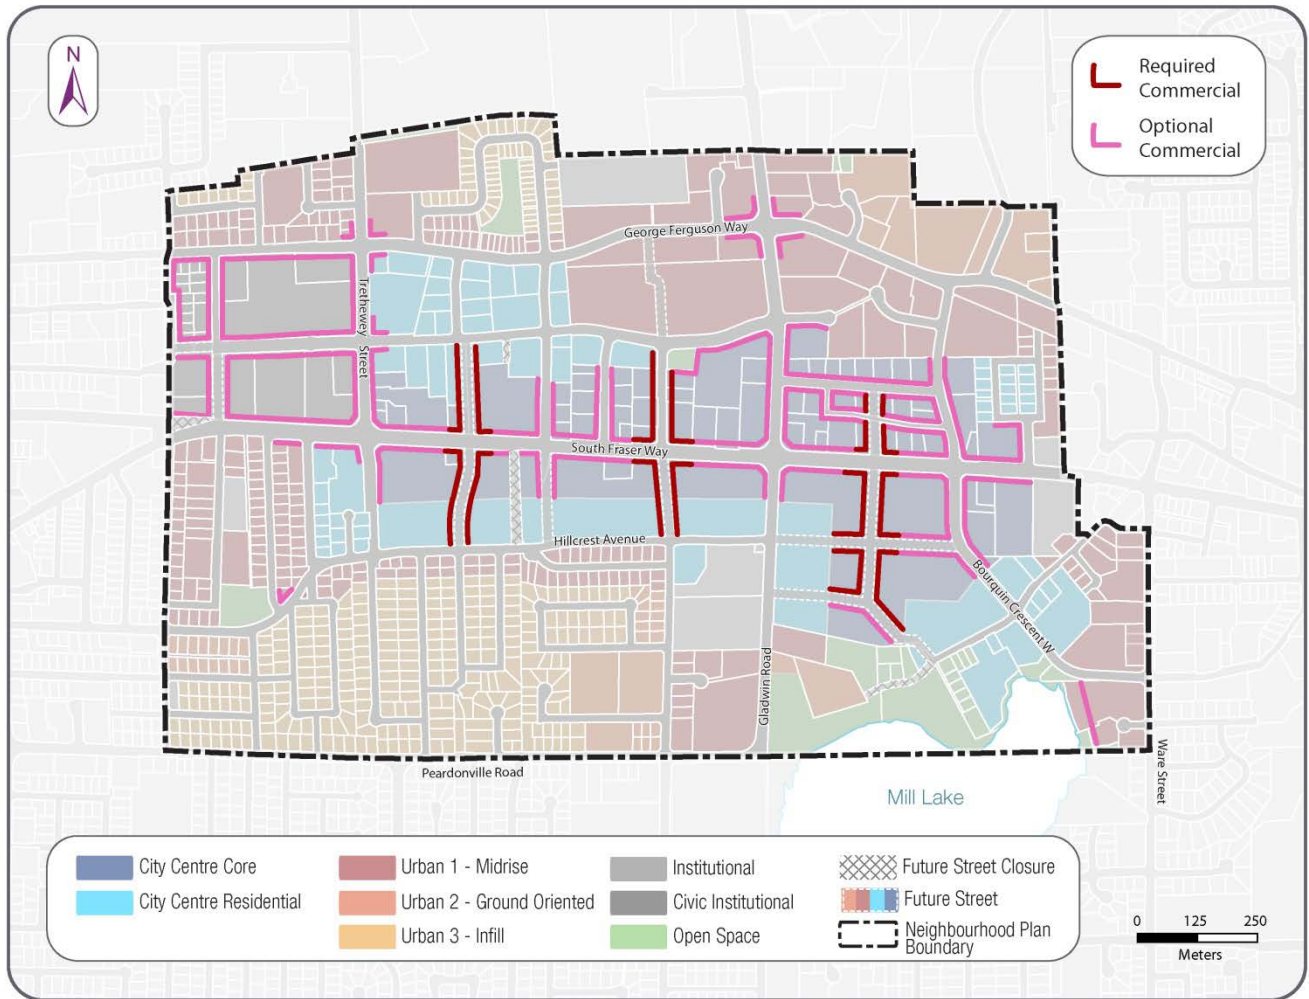 N
Required
Commercial
Optional
Commercial
George Ferguson Way
Trethewey Street
South Fraser Way
Hillcrest Avenue
Bourquin Crescent W
Gladwin Road
Ware Street
Peardonville Road
Mill Lake
City Centre Core
City Centre Residential
Urban 1 - Midrise
Urban 2 - Ground Oriented
Urban 3 - Infill
Institutional
Civic Institutional
Open Space
Future Street Closure
Future Street
Neighbourhood Plan
Boundary
0 125 250
Meters